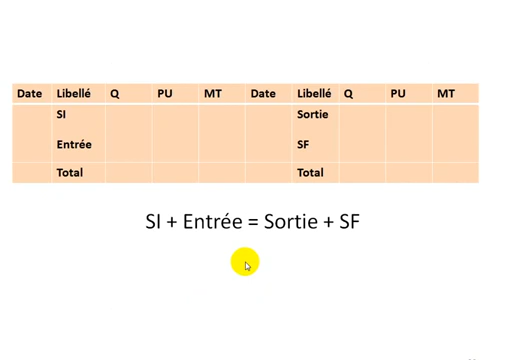 Date Libellé Q PU MT Date Libellé Q PU MT
SI Sortie
Entrée SF
Total Total
SI + Entrée = Sortie + SF